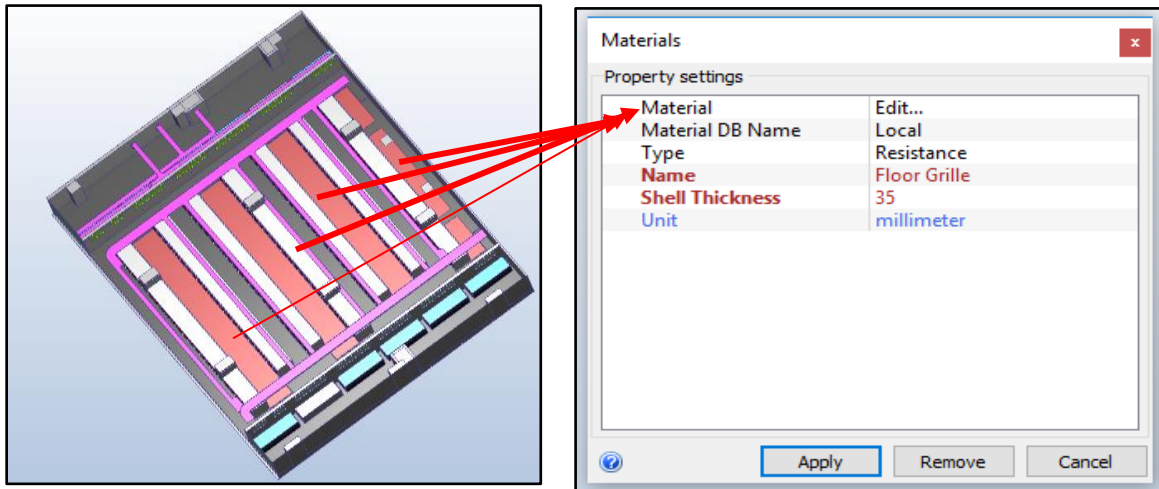 Materials
x
Property settings
Material Edit...
Material DB Name Local
Type Resistance
Name Floor Grille
Shell Thickness 35
Unit millimeter
? Apply Remove Cancel